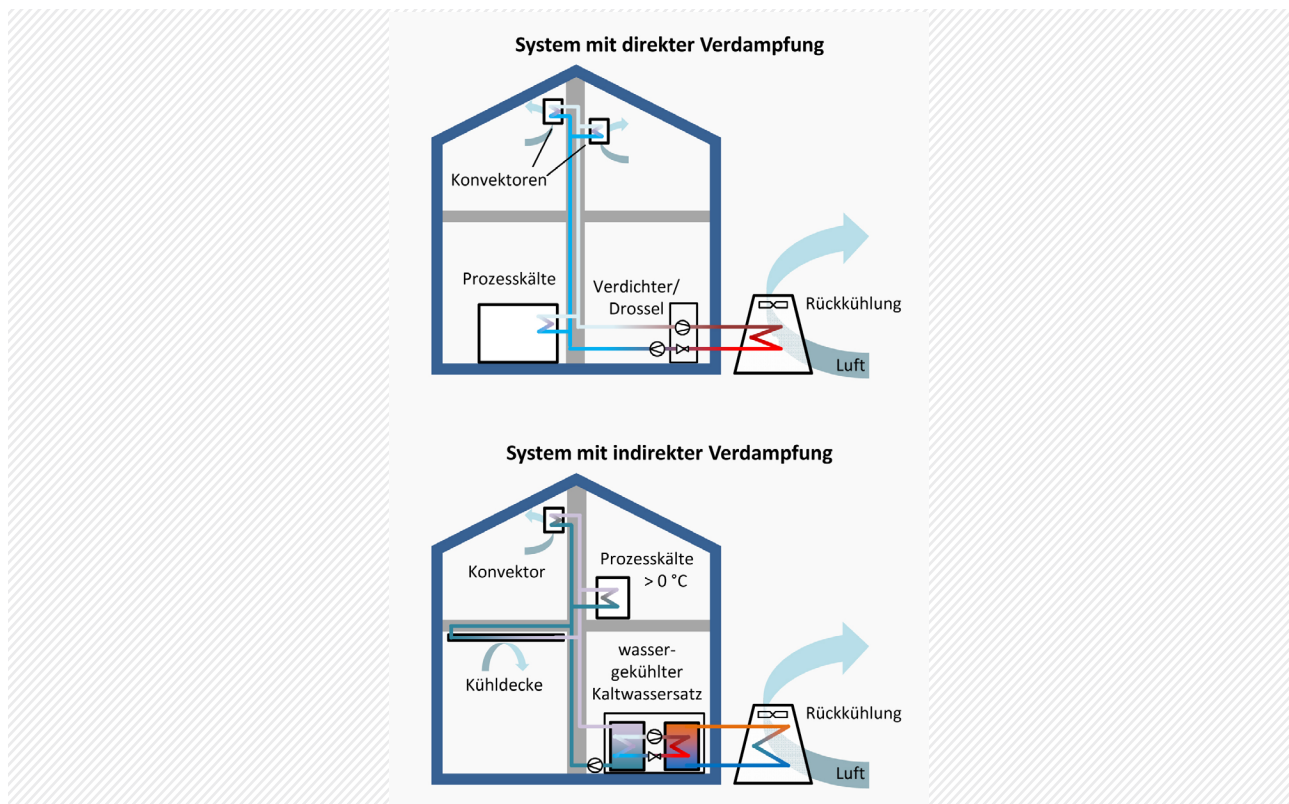 System mit direkter Verdampfung
Konvektoren
Prozesskälte
Verdichter/
Drossel
Rückkühlung
Luft
System mit indirekter Verdampfung
Konvektor
Prozesskälte
> 0 °C
Kühldecke
wasser-
gekühlter
Kaltwassersatz
Rückkühlung
Luft